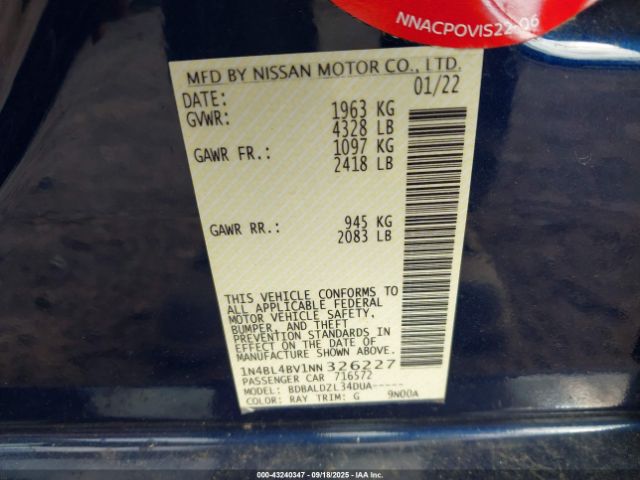 NNACPOVIS22-06
MFD BY NISSAN MOTOR CO., LTD.
DATE: 01/22
GVWR: 1963 KG
4328 LB
GAWR FR.: 1097 KG
2418 LB
GAWR RR.: 945 KG
2083 LB
THIS VEHICLE CONFORMS TO
ALL APPLICABLE FEDERAL
MOTOR VEHICLE SAFETY,
BUMPER, AND THEFT
PREVENTION STANDARDS IN
EFFECT ON THE DATE OF
MANUFACTURE SHOWN ABOVE.
1N4BL4BV1NN326227
PASSENGER CAR 716572
MODEL: BDBALDZL34DUA-----
COLOR: RAY TRIM: G 9N00A
000-43240347 - 09/18/2025 - IAA Inc.